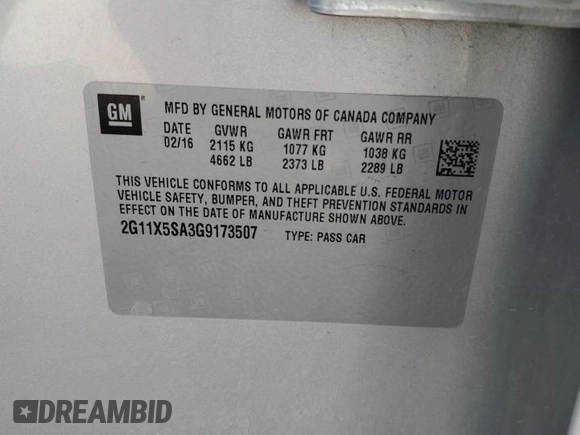 GM
MFD BY GENERAL MOTORS OF CANADA COMPANY
DATE GVWR GAWR FRT GAWR RR
02/16 2115 KG 1077 KG 1038 KG
4662 LB 2373 LB 2289 LB
THIS VEHICLE CONFORMS TO ALL APPLICABLE U.S. FEDERAL MOTOR
VEHICLE SAFETY, BUMPER, AND THEFT PREVENTION STANDARDS IN
EFFECT ON THE DATE OF MANUFACTURE SHOWN ABOVE.
2G11X5SA3G9173507 TYPE: PASS CAR
DREAMBID